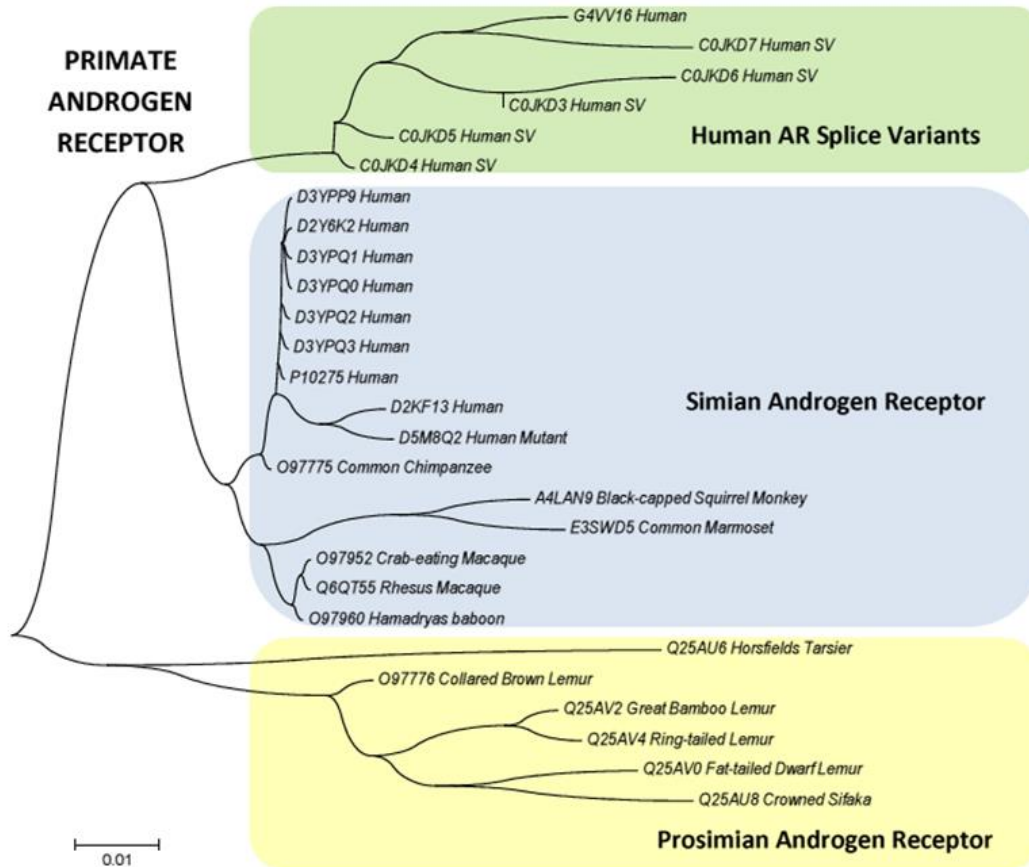 PRIMATE
ANDROGEN
RECEPTOR
G4VV16 Human
C0JKD7 Human SV
C0JKD6 Human SV
C0JKD3 Human SV
C0JKD5 Human SV
Human AR Splice Variants
C0JKD4 Human SV
D3YPP9 Human
D2Y6K2 Human
D3YPQ1 Human
D3YPQ0 Human
D3YPQ2 Human
D3YPQ3 Human
P10275 Human
Simian Androgen Receptor
D2KF13 Human
D5M8Q2 Human Mutant
O97775 Common Chimpanzee
A4LAN9 Black-capped Squirrel Monkey
E3SWD5 Common Marmoset
O97952 Crab-eating Macaque
Q6QT55 Rhesus Macaque
O97960 Hamadryas baboon
Q25AU6 Horsfields Tarsier
O97776 Collared Brown Lemur
Q25AV2 Great Bamboo Lemur
Q25AV4 Ring-tailed Lemur
Q25AV0 Fat-tailed Dwarf Lemur
Q25AU8 Crowned Sifaka
Prosimian Androgen Receptor
0.01